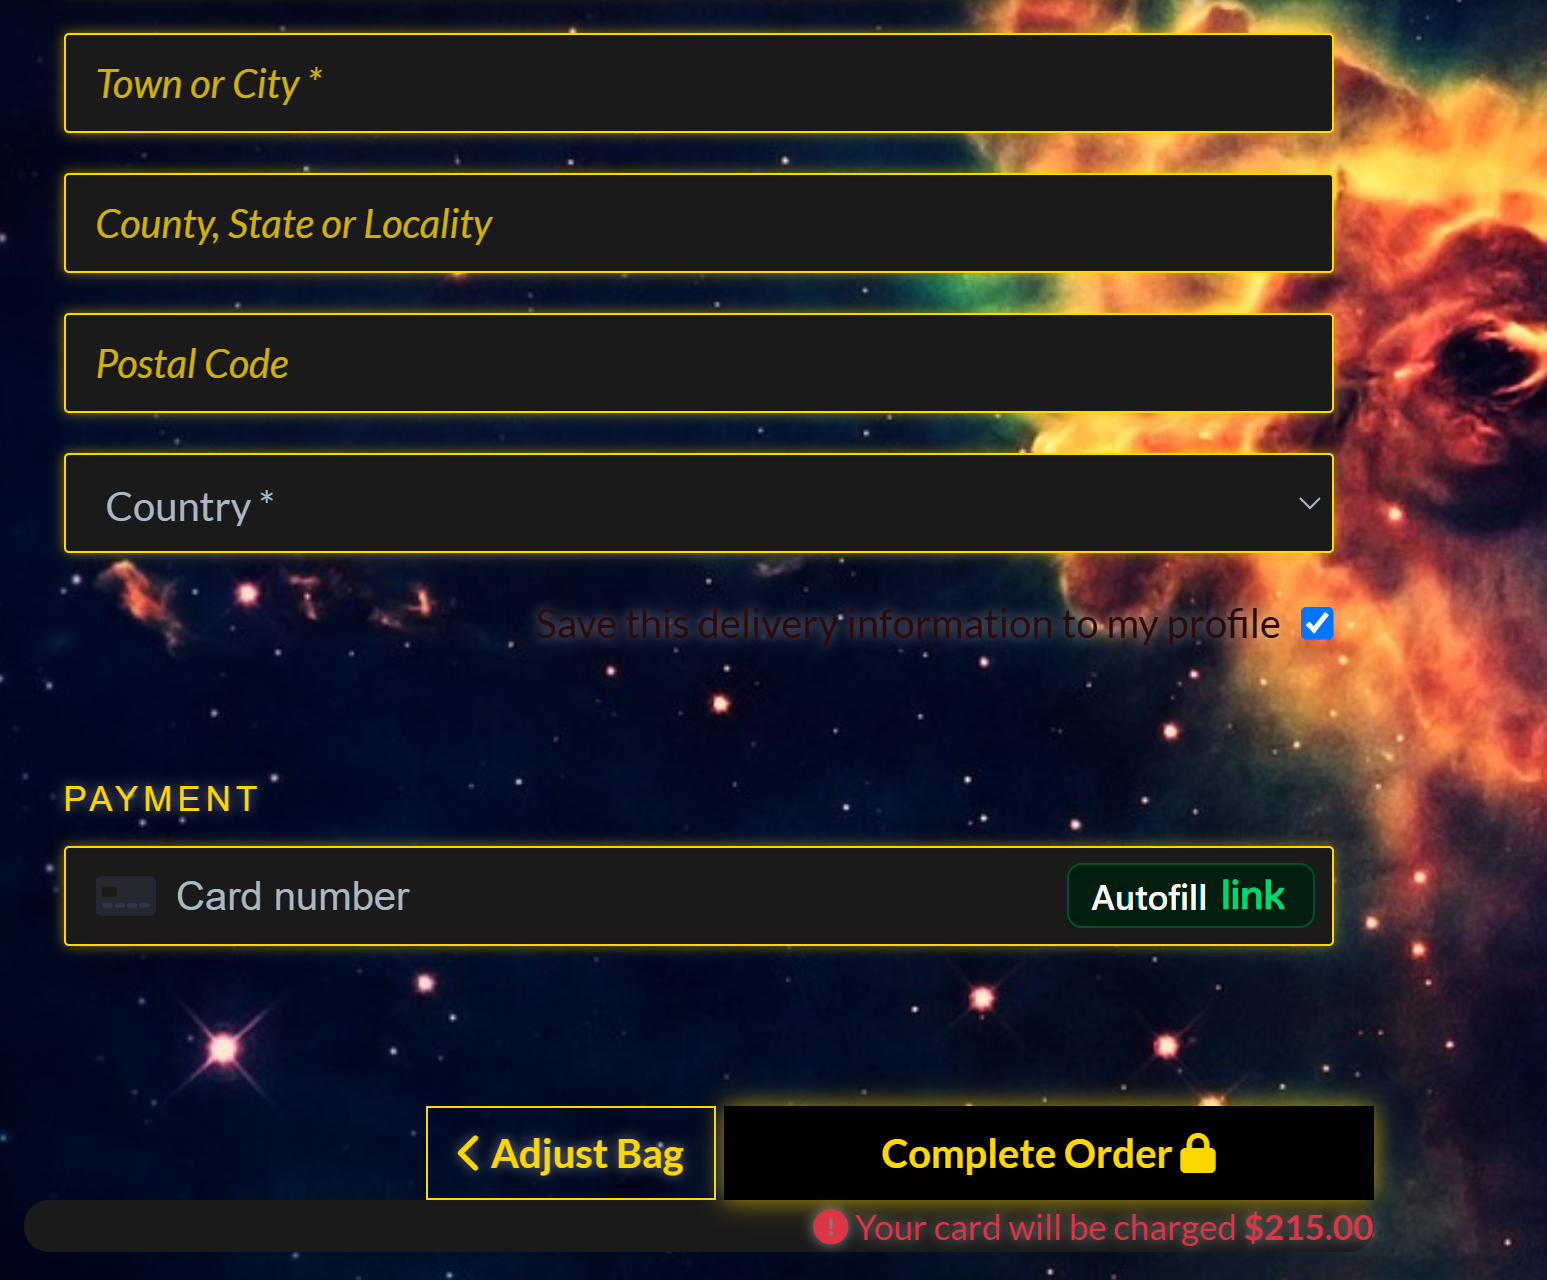 Town or City *
County, State or Locality
Postal Code
Country *
Save this delivery information to my profile
PAYMENT
Card number Autofill link
Adjust Bag Complete Order
Your card will be charged $215.00